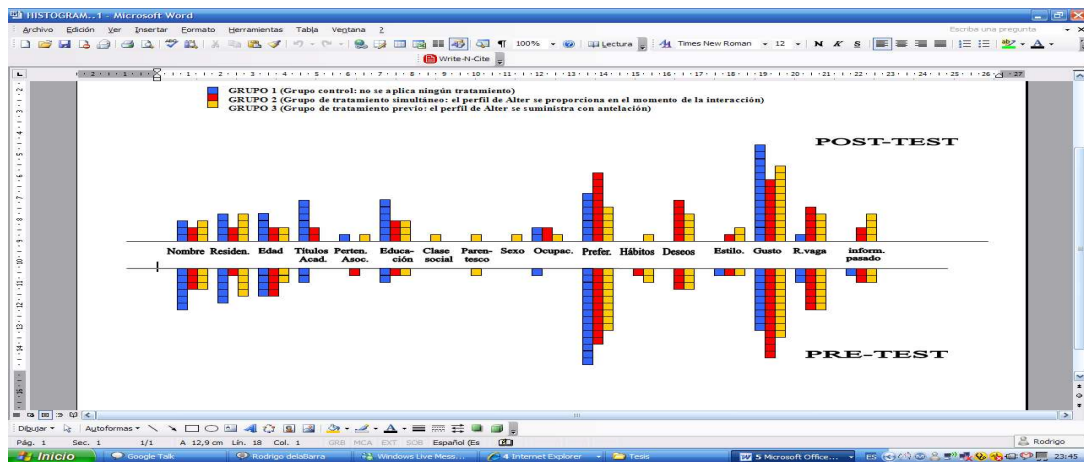 HISTOGRAM..1 - Microsoft Word
Archivo Edición Ver Insertar Formato Herramientas Tabla Ventana ?
Escriba una pregunta
100% Lectura Times New Roman 12 N K S
Write-N-Cite
GRUPO 1 (Grupo control: no se aplica ningún tratamiento)
GRUPO 2 (Grupo de tratamiento simultáneo: el perfil de Alter se proporciona en el momento de la interacción)
GRUPO 3 (Grupo de tratamiento previo: el perfil de Alter se suministra con antelación)
POST-TEST
Nombre Residen. Edad Títulos Perten. Educa- Clase Paren- Sexo Ocupac. Prefer. Hábitos Deseos Estilo. Gusto R.vaga inform.
Acad. Asoc. ción social tesco pasado
PRE-TEST
Dibujar Autoformas
Pág. 1 Sec. 1 1/1 A 12,9 cm Lín. 18 Col. 1 GRB MCA EXT SOB Español (Es
Rodrigo
Inicio Google Talk Rodrigo delaBarra Windows Live Mess... 4 Internet Explorer Tesis 5 Microsoft Office... ES 23:45